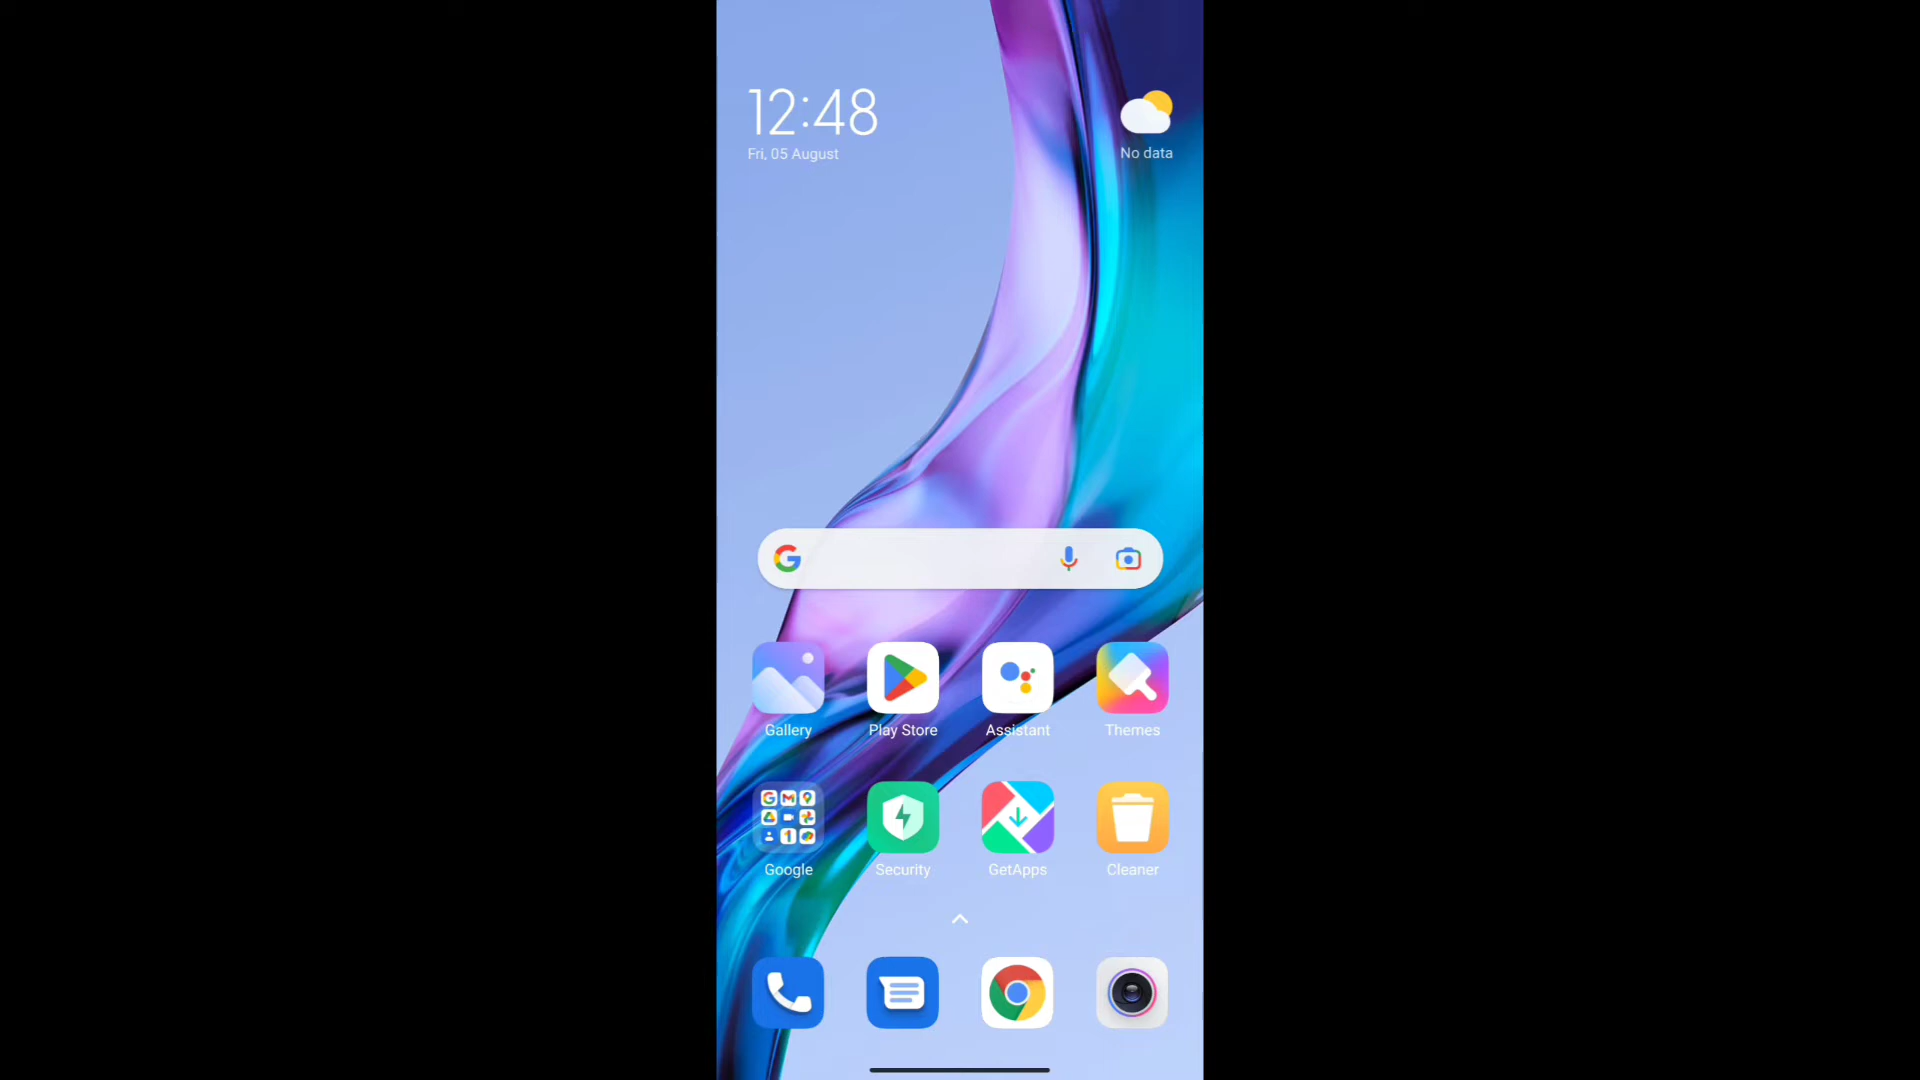 12:48
Fri, 05 August
No data
Gallery
Play Store
Assistant
Themes
Google
Security
GetApps
Cleaner